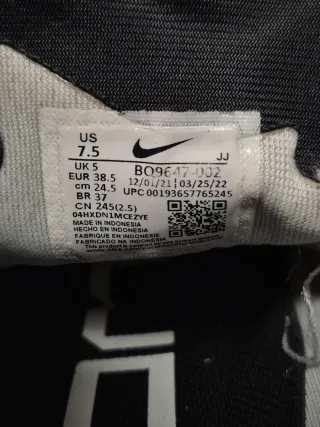 US
7.5
JJ
UK 5
EUR 38.5
cm 24.5
BR 37
CN 245(2.5)
BQ9647-002
12/01/21 03/25/22
UPC 00193657765245
04HXDN1MCEZYE
MADE IN INDONESIA
HECHO EN INDONESIA
FABRIQUE EN INDONESIE
FABRICADO NA INDONESIA